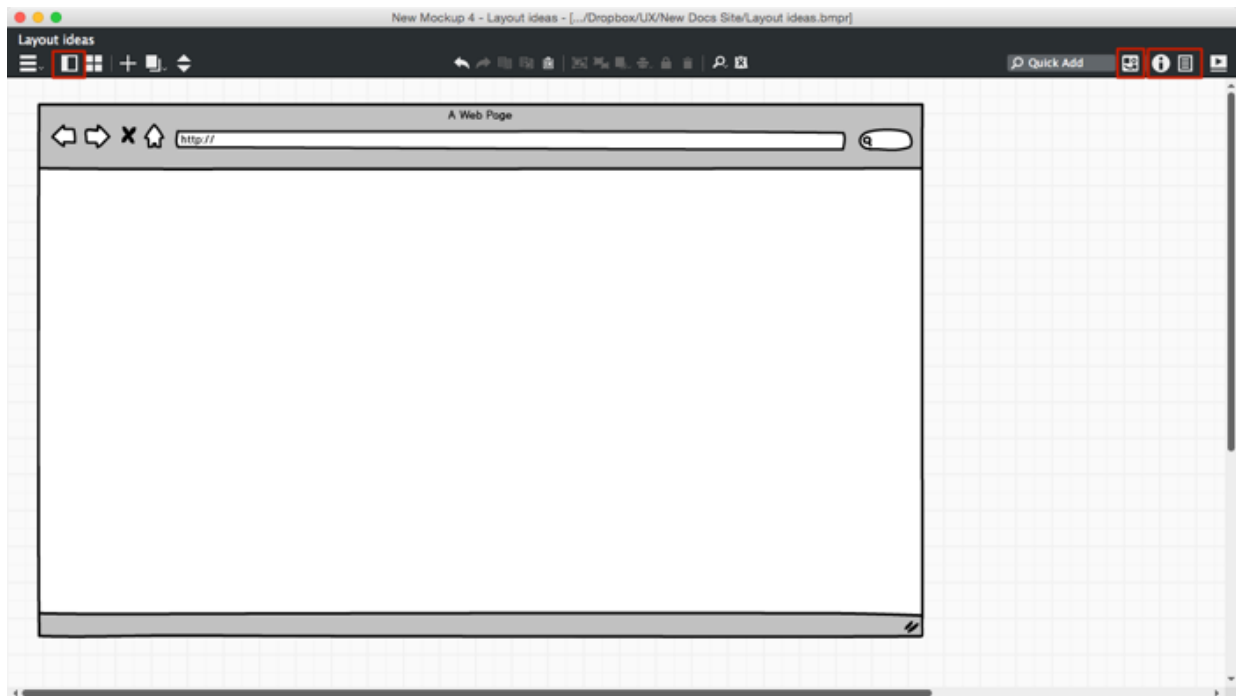 New Mockup 4 - Layout ideas - [.../Dropbox/UX/New Docs Site/Layout ideas.bmpr]
Layout ideas
Quick Add
A Web Page
http://